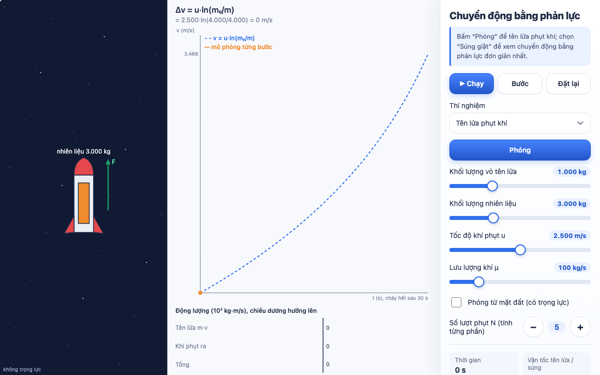 nhiên liệu 3.000 kg
F
không trọng lực
Δv = u·ln(m₀/m)
= 2.500·ln(4.000/4.000) = 0 m/s
v (m/s)
- - v = u·ln(m₀/m)
— mô phỏng từng bước
3.466
t (s), cháy hết sau 30 s
Động lượng (10³ kg·m/s), chiều dương hướng lên
Tên lửa m·v 0
Khí phụt ra 0
Tổng 0
Chuyển động bằng phản lực
Bấm “Phóng” để tên lửa phụt khí; chọn
“Súng giật” để xem chuyển động bằng
phản lực đơn giản nhất.
Chạy Bước Đặt lại
Thí nghiệm
Tên lửa phụt khí
Phóng
Khối lượng vỏ tên lửa 1.000 kg
Khối lượng nhiên liệu 3.000 kg
Tốc độ khí phụt u 2.500 m/s
Lưu lượng khí μ 100 kg/s
Phóng từ mặt đất (có trọng lực)
Số lượt phụt N (tính
từng phần) − 5 +
Thời gian
0 s
Vận tốc tên lửa /
súng